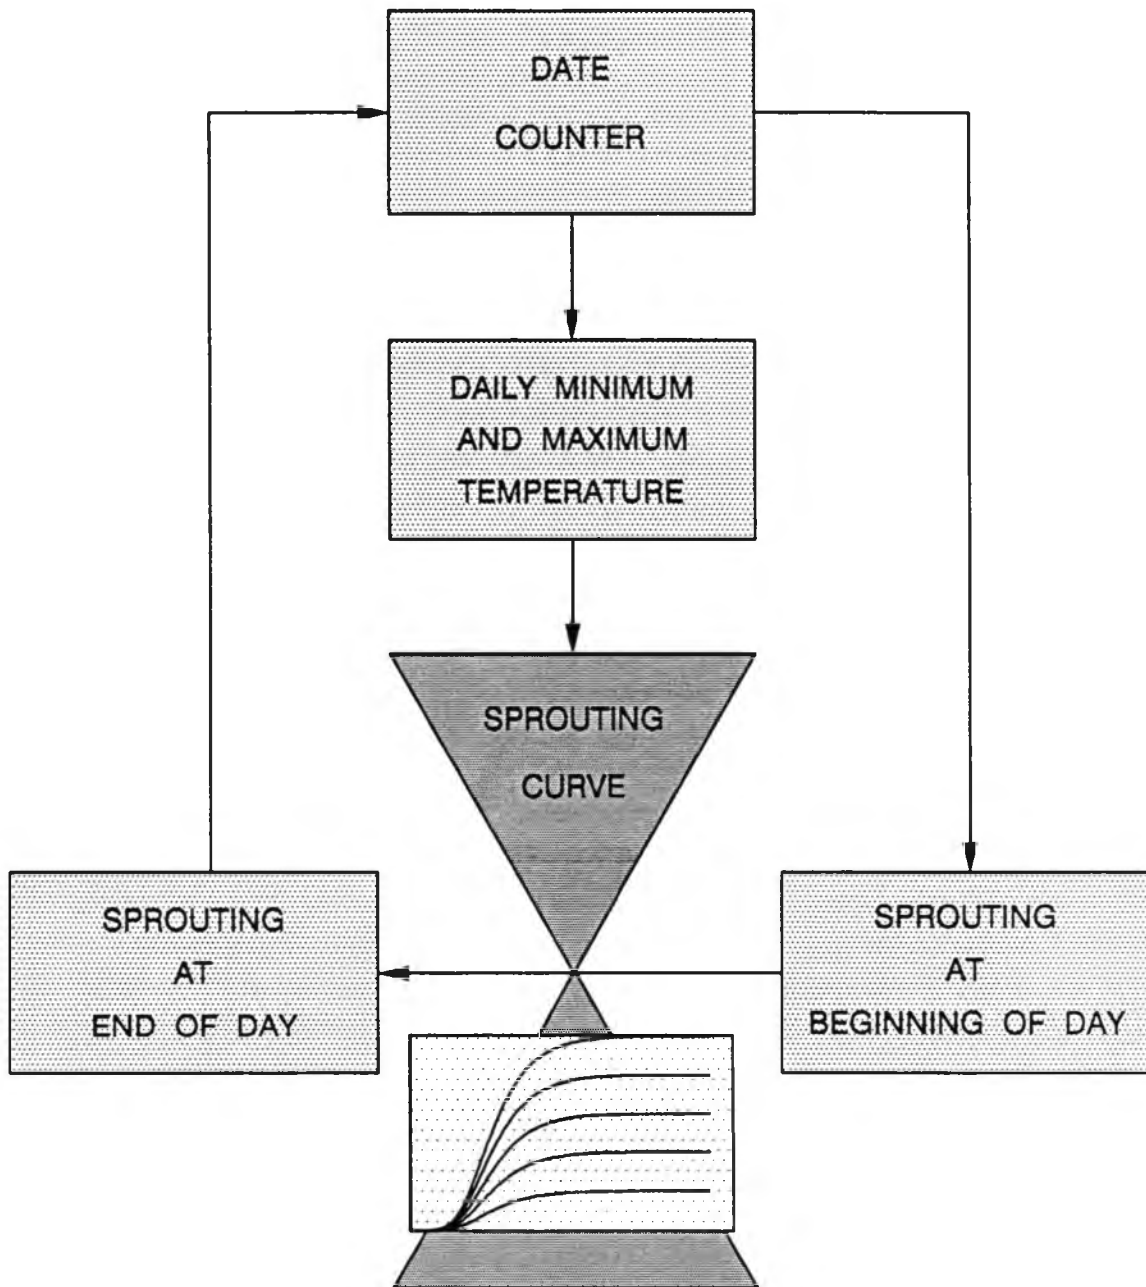 DATE
COUNTER
DAILY MINIMUM
AND MAXIMUM
TEMPERATURE
SPROUTING
CURVE
SPROUTING
AT
END OF DAY
SPROUTING
AT
BEGINNING OF DAY